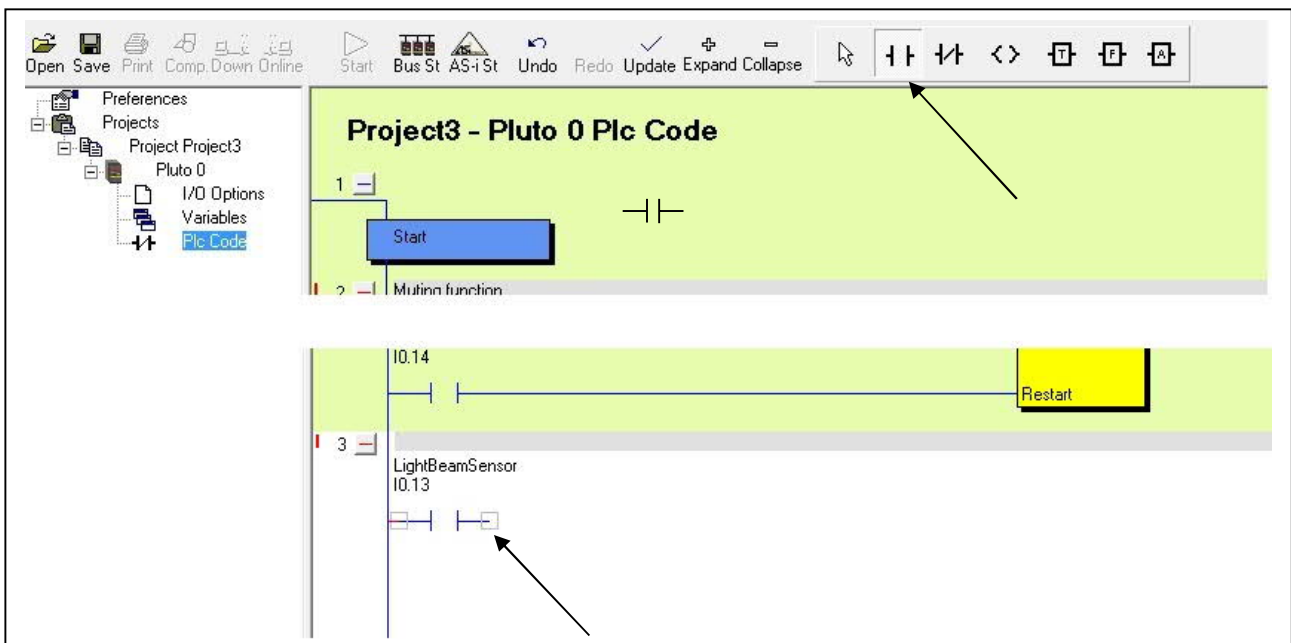 Open Save Print Comp. Down Online Start Bus St AS-i St Undo Redo Update Expand Collapse T F A
Preferences
Projects
Project Project3
Pluto 0
I/O Options
Variables
Plc Code
Project3 - Pluto 0 Plc Code
1
Start
2 Muting function
I0.14
Restart
3
LightBeamSensor
I0.13